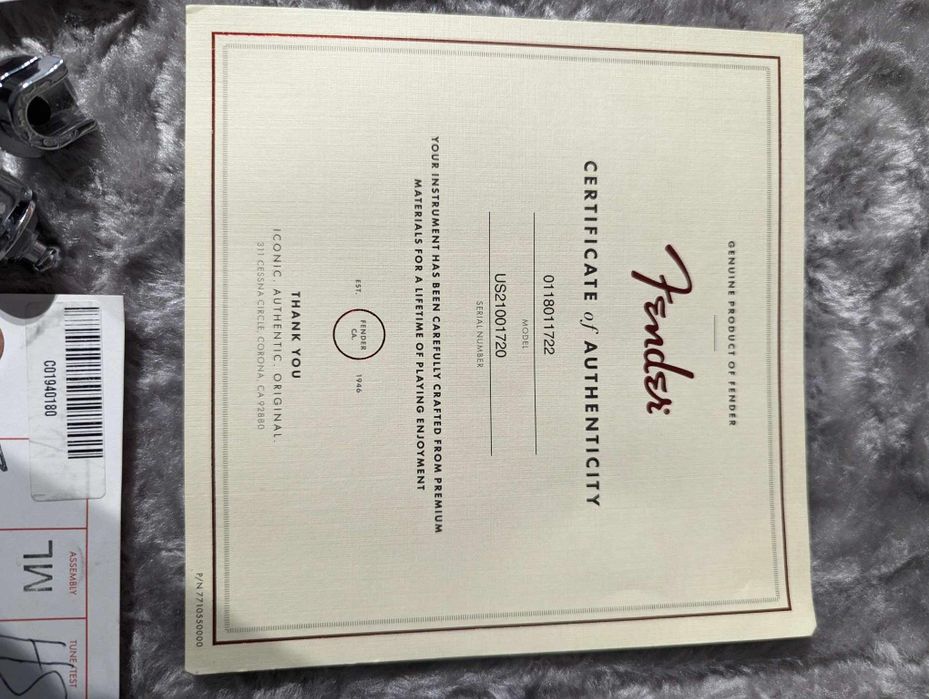 GENUINE PRODUCT OF FENDER
Fender
CERTIFICATE of AUTHENTICITY
0118011722
MODEL
US21001720
SERIAL NUMBER
YOUR INSTRUMENT HAS BEEN CAREFULLY CRAFTED FROM PREMIUM
MATERIALS FOR A LIFETIME OF PLAYING ENJOYMENT
EST. FENDER CA. 1946
THANK YOU
ICONIC. AUTHENTIC. ORIGINAL.
311 CESSNA CIRCLE, CORONA, CA 92880
P/N 7710550000
C01940180
ASSEMBLY
ML
TUNE/TEST